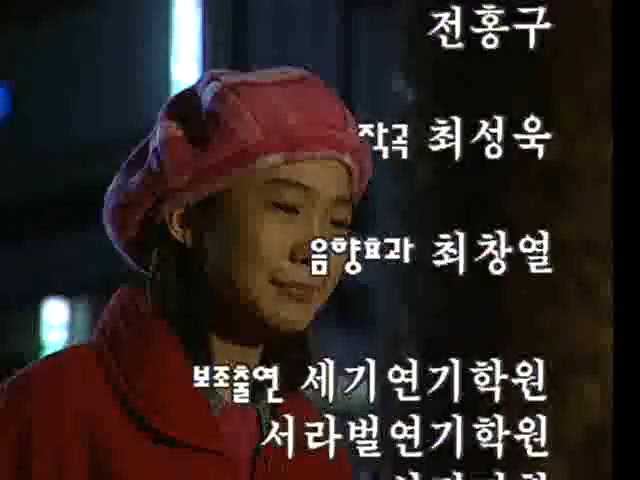 전홍구
작곡 최성욱
음향효과 최창열
보조출연 세기연기학원
서라벌연기학원